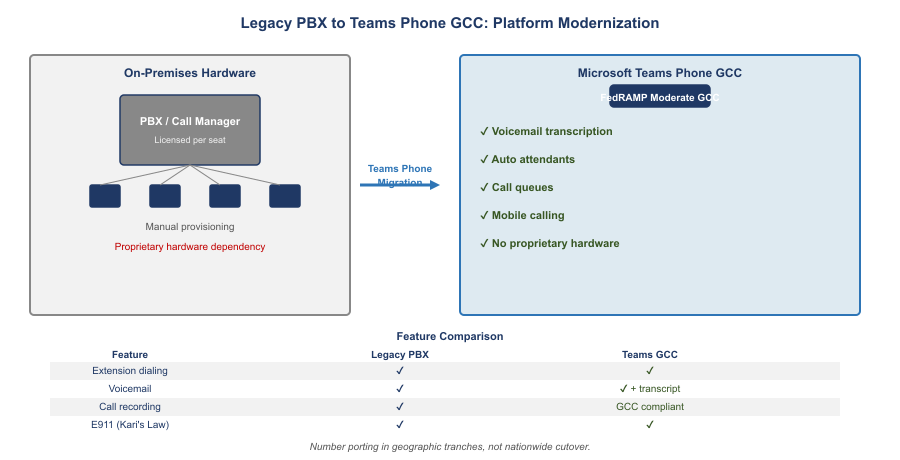 Legacy PBX to Teams Phone GCC: Platform Modernization
On-Premises Hardware
PBX / Call Manager
Licensed per seat
Manual provisioning
Proprietary hardware dependency
Teams Phone
Migration
Microsoft Teams Phone GCC
FedRAMP Moderate GCC
✓ Voicemail transcription
✓ Auto attendants
✓ Call queues
✓ Mobile calling
✓ No proprietary hardware
Feature Comparison
Feature Legacy PBX Teams GCC
Extension dialing ✓ ✓
Voicemail ✓ ✓ + transcript
Call recording ✓ GCC compliant
E911 (Kari's Law) ✓ ✓
Number porting in geographic tranches, not nationwide cutover.